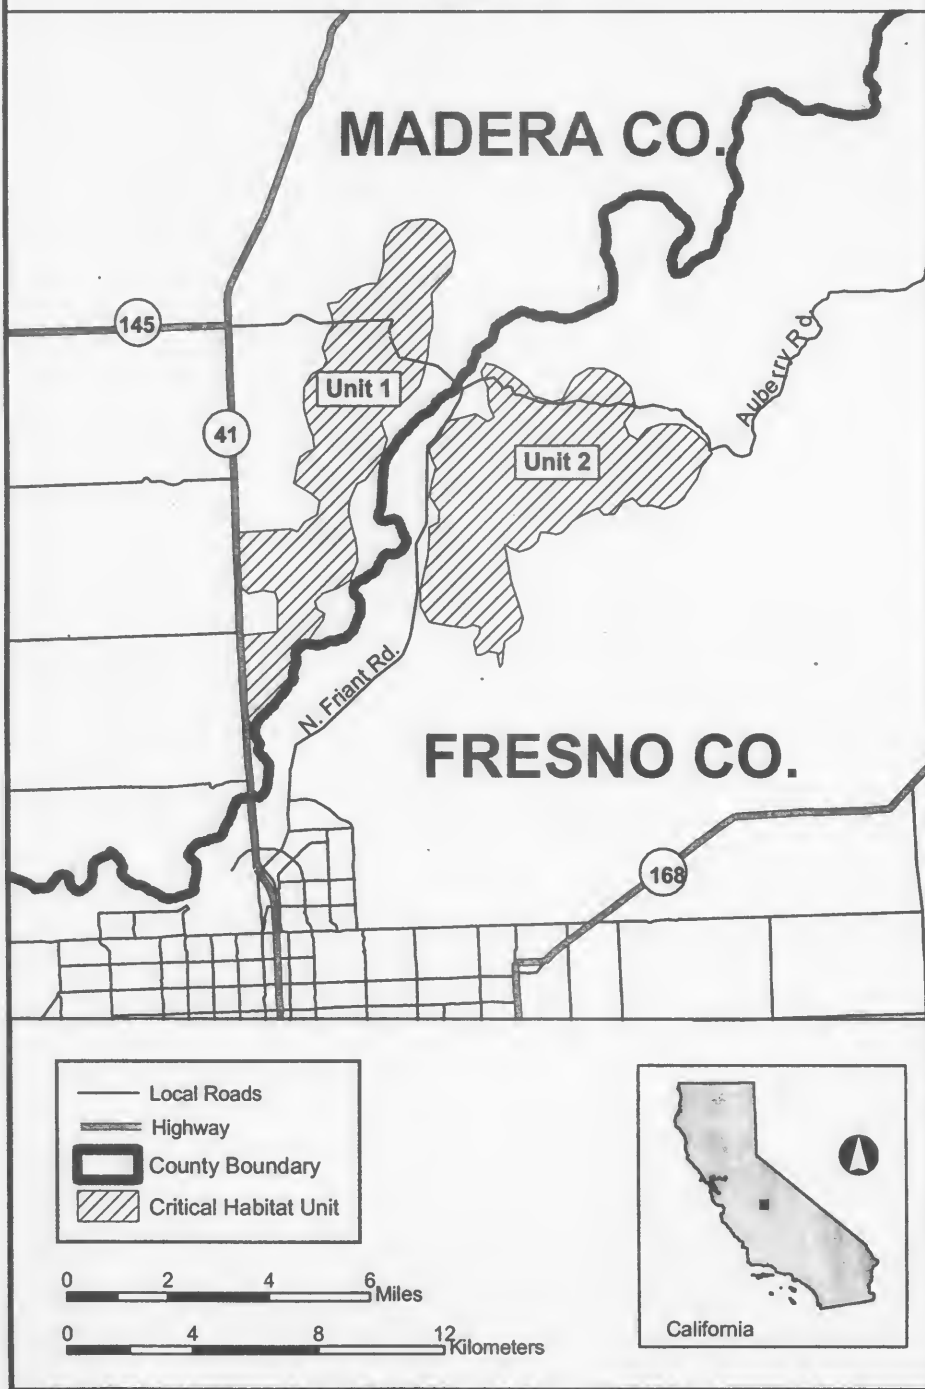 MADERA CO.
145
Unit 1
41
Auberry Rd.
Unit 2
N. Friant Rd.
FRESNO CO.
168
Local Roads
Highway
County Boundary
Critical Habitat Unit
0 2 4 6
Miles
0 4 8 12
Kilometers
California